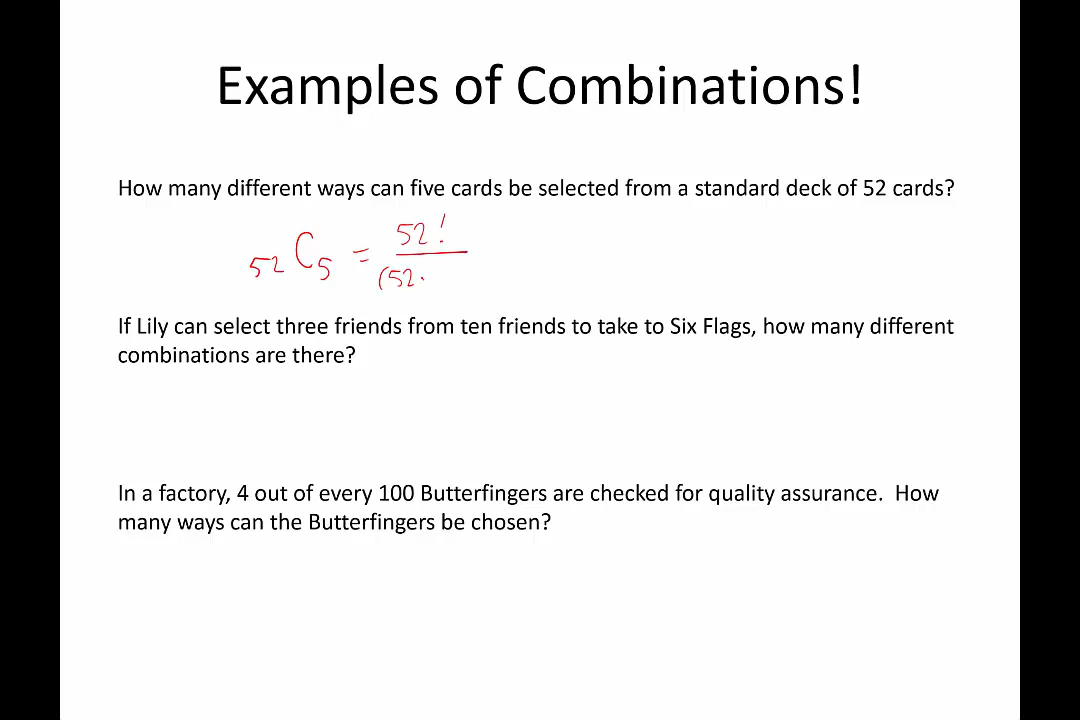 Examples of Combinations!
How many different ways can five cards be selected from a standard deck of 52 cards?
52 C 5 = 52!
(52.
If Lily can select three friends from ten friends to take to Six Flags, how many different
combinations are there?
In a factory, 4 out of every 100 Butterfingers are checked for quality assurance.  How
many ways can the Butterfingers be chosen?